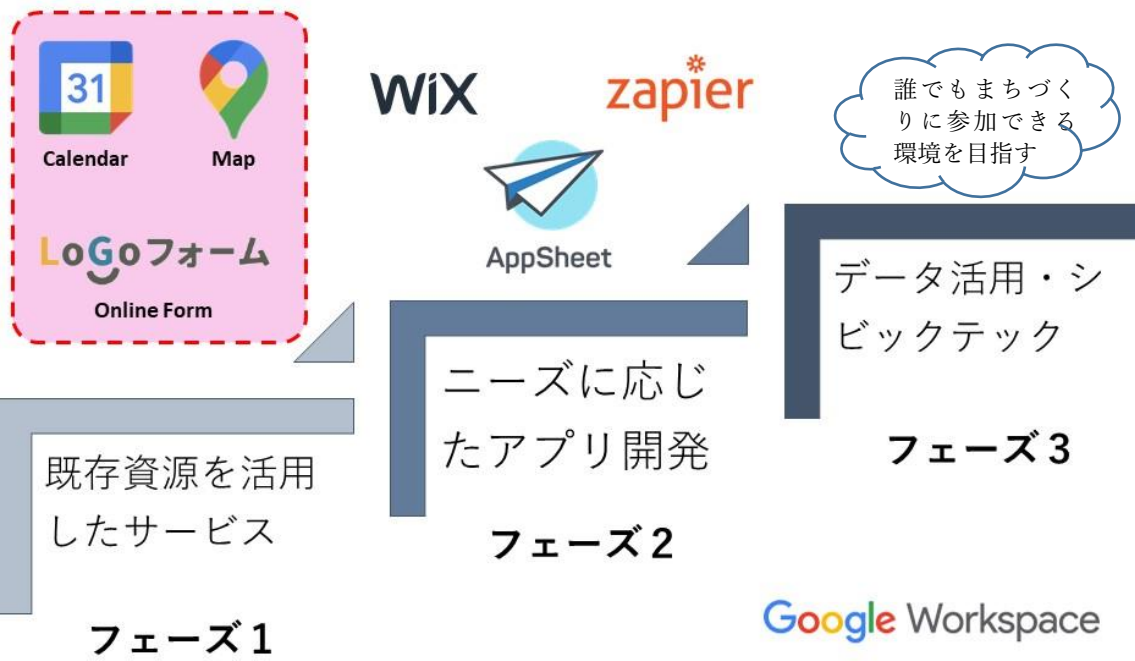 31
Calendar
Map
LoGoフォーム
Online Form
既存資源を活用
したサービス
フェーズ1
WiX
zapier
AppSheet
ニーズに応じ
たアプリ開発
フェーズ2
誰でもまちづく
りに参加できる
環境を目指す
データ活用・シ
ビックテック
フェーズ3
Google Workspace